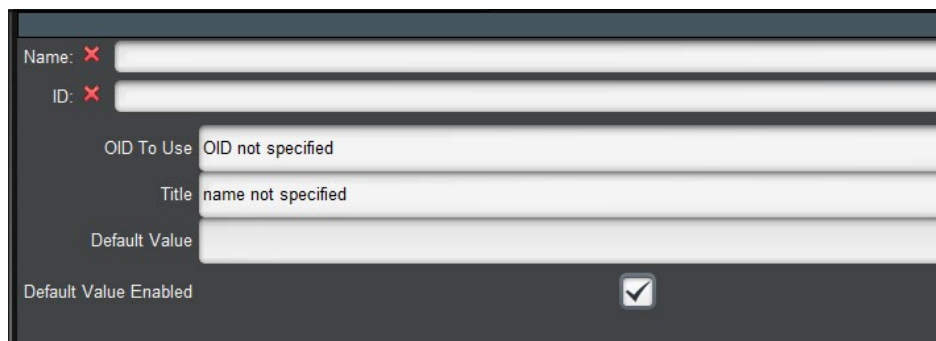 Name:
ID:
OID To Use OID not specified
Title name not specified
Default Value
Default Value Enabled